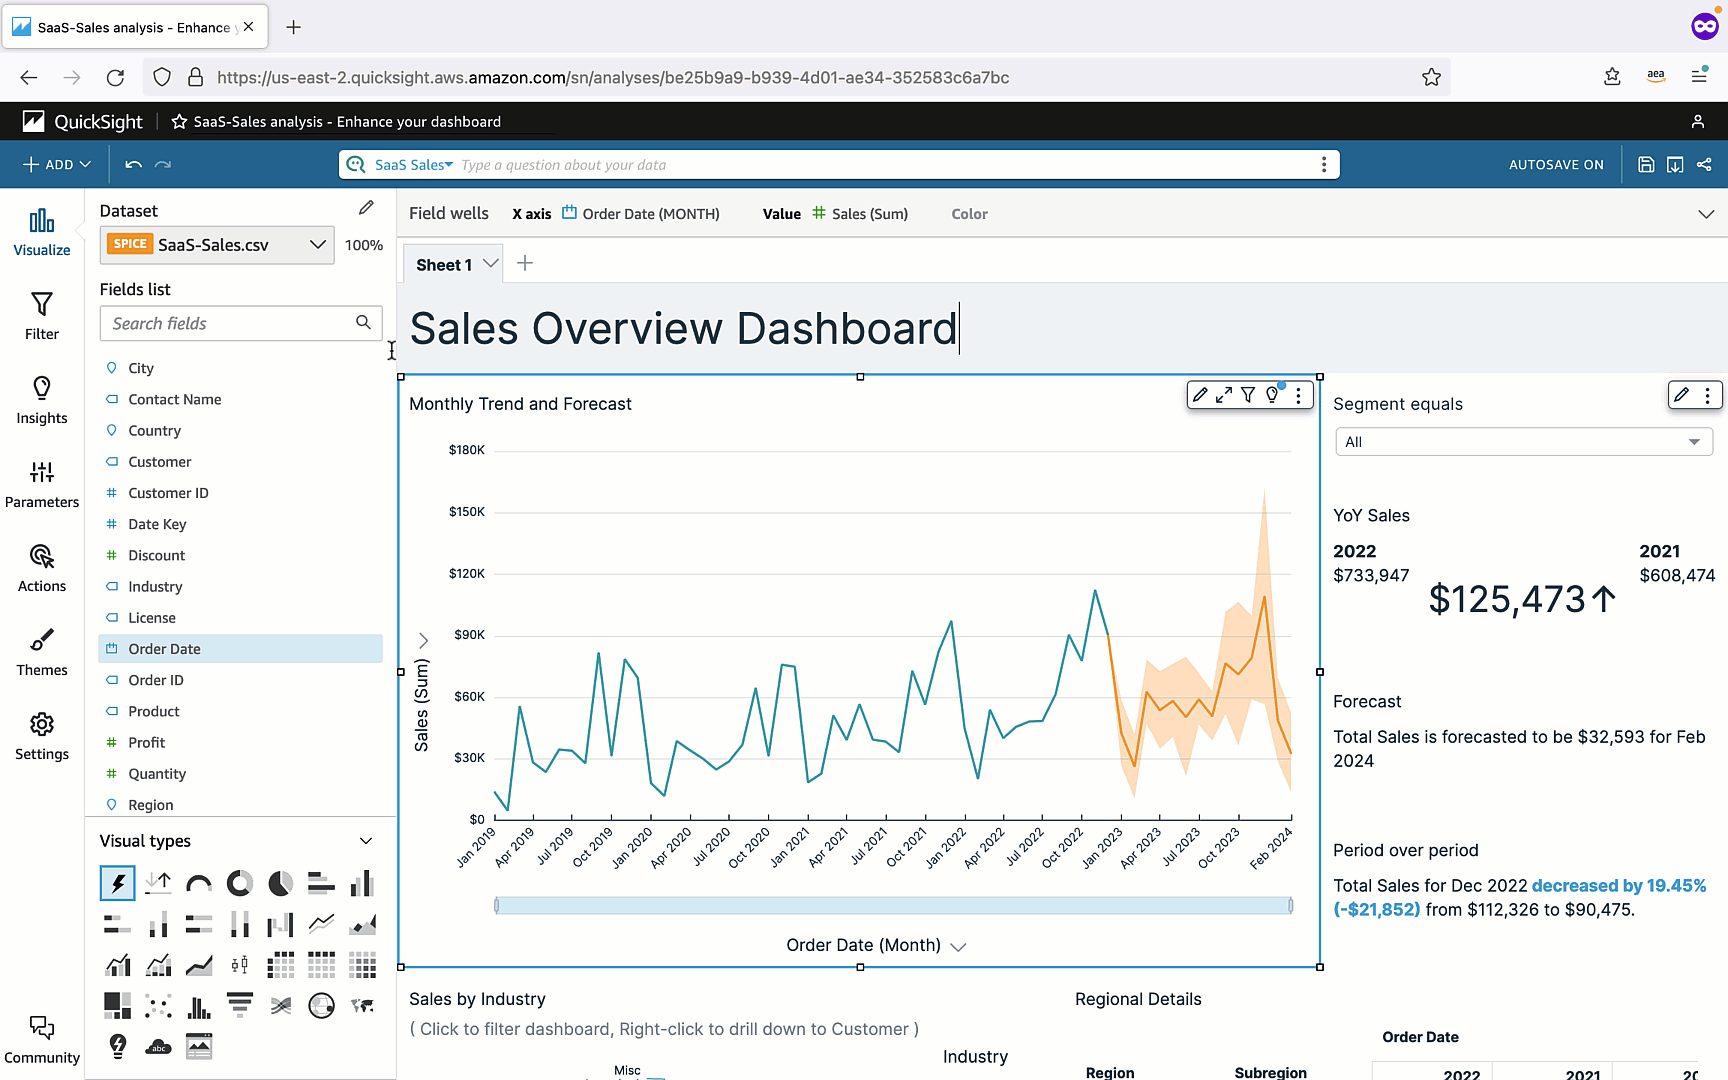 SaaS-Sales analysis - Enhance y
https://us-east-2.quicksight.aws.amazon.com/sn/analyses/be25b9a9-b939-4d01-ae34-352583c6a7bc
aea
QuickSight
SaaS-Sales analysis - Enhance your dashboard
ADD
SaaS Sales
Type a question about your data
AUTOSAVE ON
Visualize
Filter
Insights
Parameters
Actions
Themes
Settings
Community
Dataset
SPICE SaaS-Sales.csv
100%
Fields list
Search fields
City
Contact Name
Country
Customer
Customer ID
Date Key
Discount
Industry
License
Order Date
Order ID
Product
Profit
Quantity
Region
Visual types
abc
Field wells
X axis Order Date (MONTH)
Value Sales (Sum)
Color
Sheet 1
Sales Overview Dashboard
Monthly Trend and Forecast
$180K
$150K
$120K
$90K
$60K
$30K
$0
Sales (Sum)
Jan 2019
Apr 2019
Jul 2019
Oct 2019
Jan 2020
Apr 2020
Jul 2020
Oct 2020
Jan 2021
Apr 2021
Jul 2021
Oct 2021
Jan 2022
Apr 2022
Jul 2022
Oct 2022
Jan 2023
Apr 2023
Jul 2023
Oct 2023
Feb 2024
Order Date (Month)
Segment equals
All
YoY Sales
2022
$733,947
2021
$608,474
$125,473↑
Forecast
Total Sales is forecasted to be $32,593 for Feb
2024
Period over period
Total Sales for Dec 2022 decreased by 19.45%
(-$21,852) from $112,326 to $90,475.
Sales by Industry
( Click to filter dashboard, Right-click to drill down to Customer )
Industry
Misc
Regional Details
Order Date
Region
Subregion
2022
2021